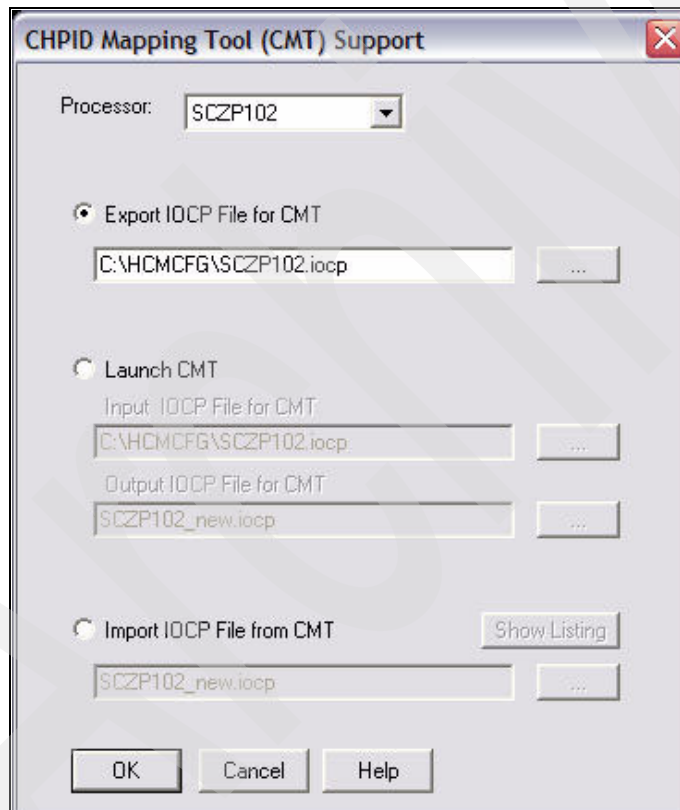 CHPID Mapping Tool (CMT) Support
Processor: SCZP102
Export IOCP File for CMT
C:\HCMCFG\SCZP102.iocp ...
Launch CMT
Input IOCP File for CMT
C:\HCMCFG\SCZP102.iocp ...
Output IOCP File for CMT
SCZP102_new.iocp ...
Import IOCP File from CMT Show Listing
SCZP102_new.iocp ...
OK Cancel Help